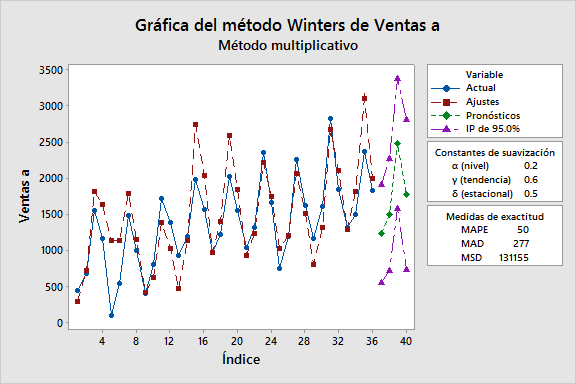 Gráfica del método Winters de Ventas a
Método multiplicativo
Ventas a
3500
3000
2500
2000
1500
1000
500
0
4 8 12 16 20 24 28 32 36 40
Índice
Variable
Actual
Ajustes
Pronósticos
IP de 95.0%
Constantes de suavización
α (nivel) 0.2
γ (tendencia) 0.6
δ (estacional) 0.5
Medidas de exactitud
MAPE 50
MAD 277
MSD 131155